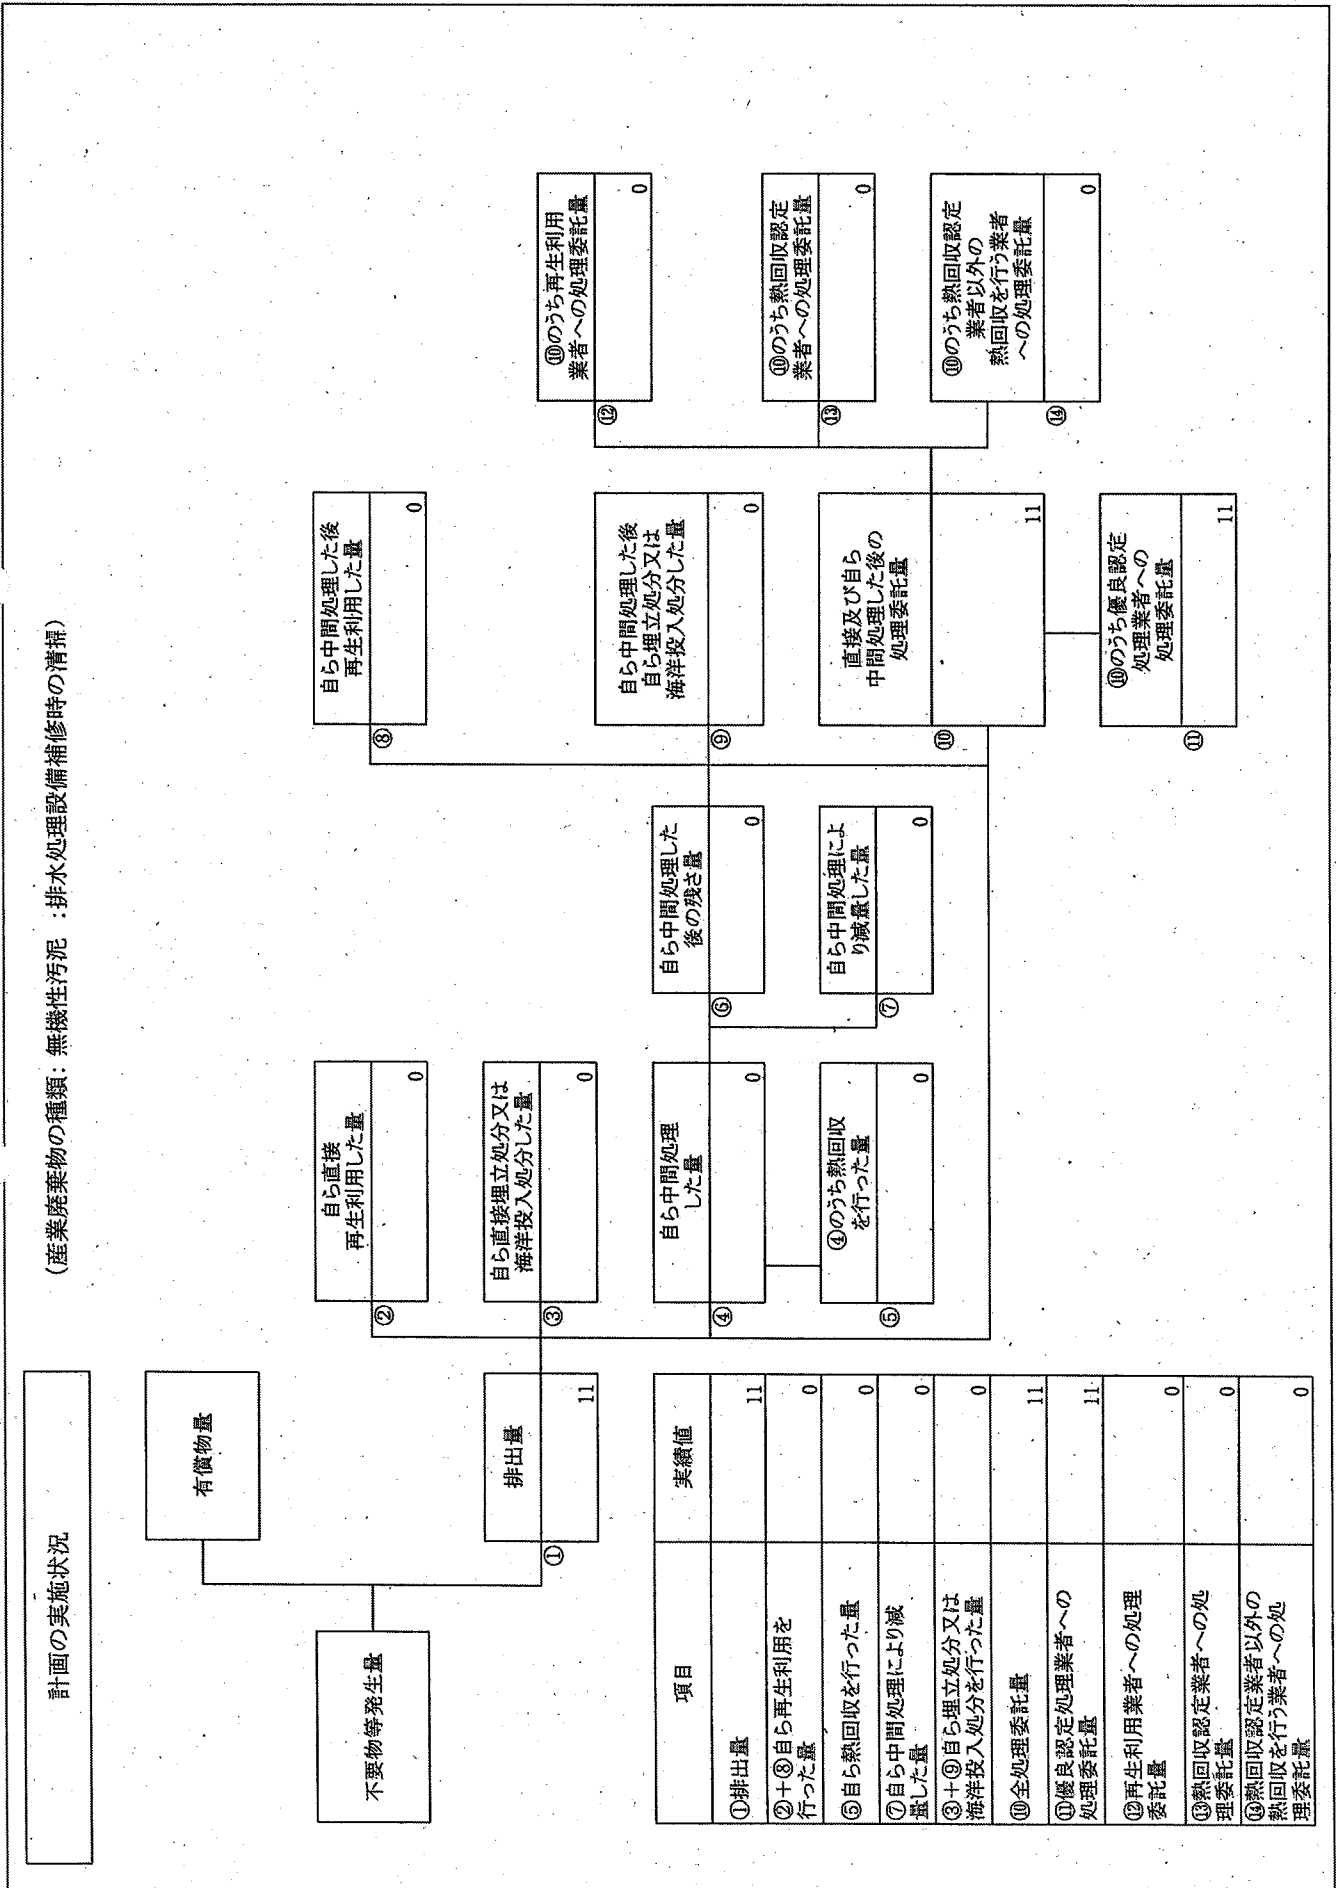 計画の実施状況
(産業廃棄物の種類:無機性汚泥 :排水処理設備補修時の清掃)
不要物等発生量
有償物量
①
排出量
11
②
自ら直接
再生利用した量
0
③
自ら直接埋立処分又は
海洋投入処分した量
0
④
自ら中間処理
した量
0
⑤
④のうち熱回収
を行った量
0
⑥
自ら中間処理した
後の残さ量
0
⑦
自ら中間処理によ
り減量した量
0
⑧
自ら中間処理した後
再生利用した量
0
⑨
自ら中間処理した後
自ら埋立処分又は
海洋投入処分した量
0
⑩
直接及び自ら
中間処理した後の
処理委託量
11
⑪
⑩のうち優良認定
処理業者への
処理委託量
11
⑫
⑩のうち再生利用
業者への処理委託量
0
⑬
⑩のうち熱回収認定
業者への処理委託量
0
⑭
⑩のうち熱回収認定
業者以外の
熱回収を行う業者
への処理委託量
0
項目 実績値
①排出量 11
②+⑧自ら再生利用を
行った量 0
⑤自ら熱回収を行った量 0
⑦自ら中間処理により減
量した量 0
③+⑨自ら埋立処分又は
海洋投入処分を行った量 0
⑩全処理委託量 11
⑪優良認定処理業者への
処理委託量 11
⑫再生利用業者への処理
委託量 0
⑬熱回収認定業者への処
理委託量 0
⑭熱回収認定業者以外の
熱回収を行う業者への処
理委託量 0